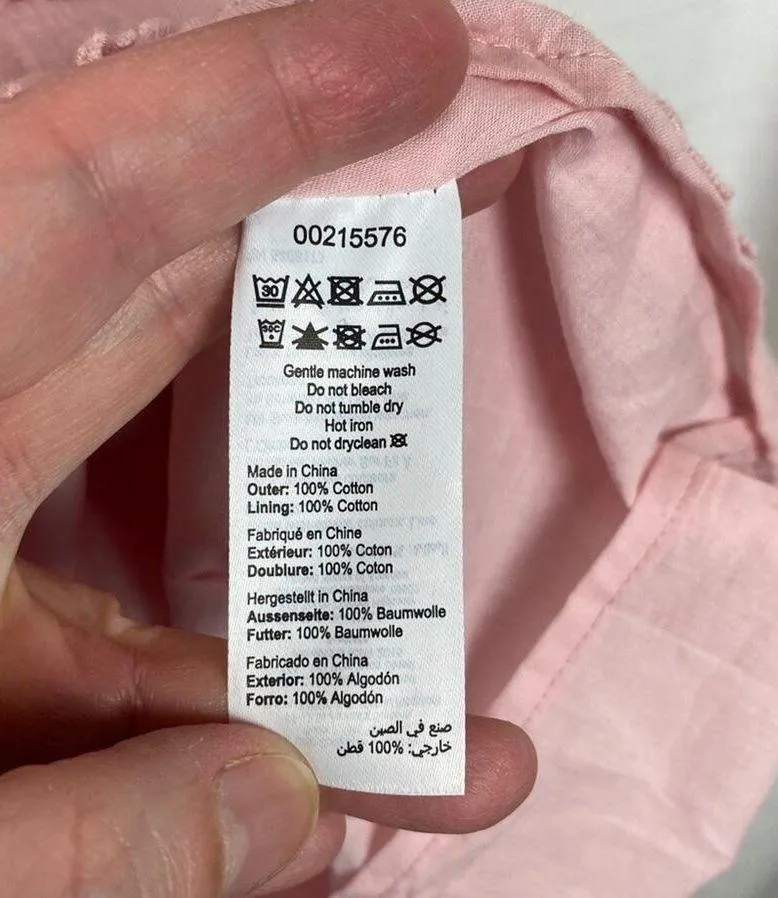 00215576
30
30C
Gentle machine wash
Do not bleach
Do not tumble dry
Hot iron
Do not dryclean
Made in China
Outer: 100% Cotton
Lining: 100% Cotton
Fabriqué en Chine
Extérieur: 100% Coton
Doublure: 100% Coton
Hergestellt in China
Aussenseite: 100% Baumwolle
Futter: 100% Baumwolle
Fabricado en China
Exterior: 100% Algodón
Forro: 100% Algodón
صنع في الصين
خارجي: %100 قطن